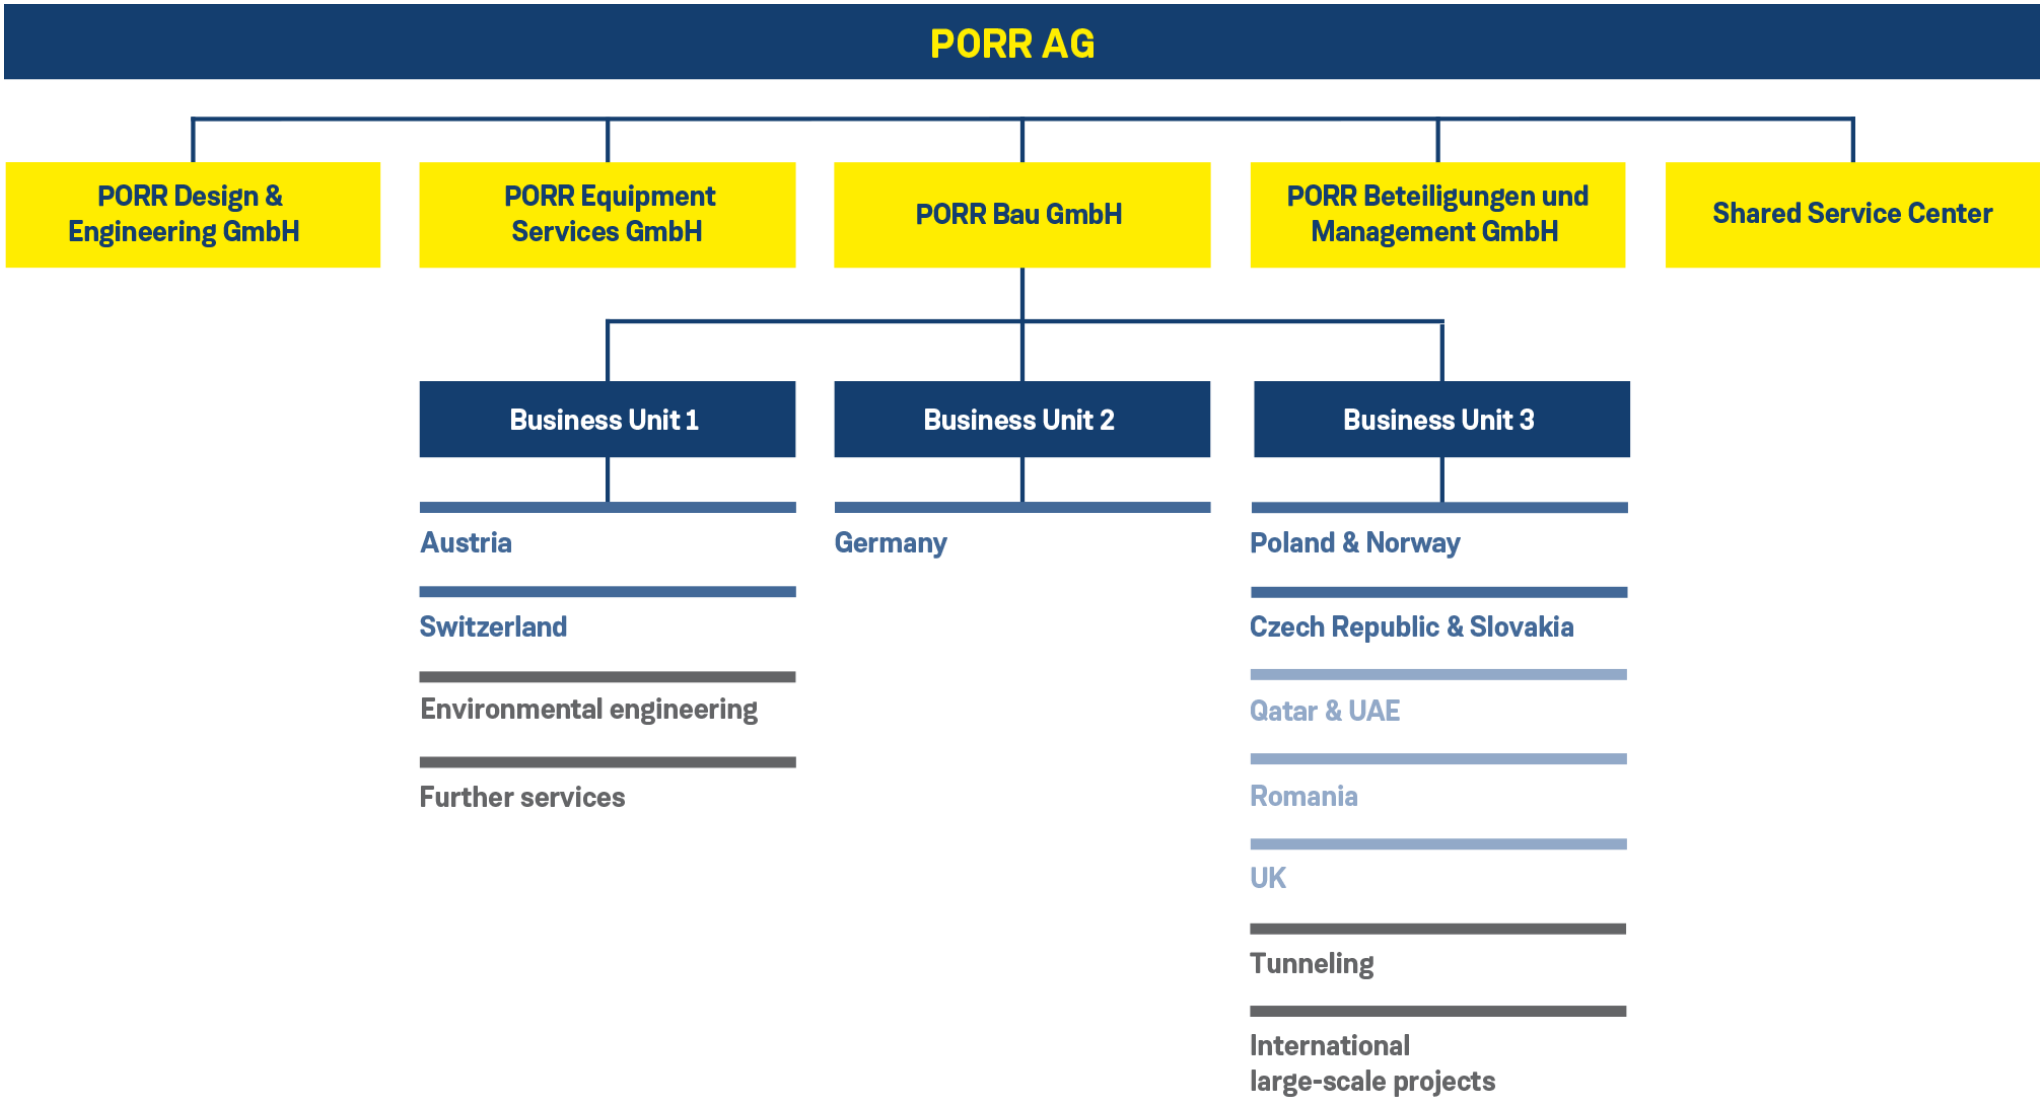 PORR AG
PORR Design &
Engineering GmbH
PORR Equipment
Services GmbH
PORR Bau GmbH
PORR Beteiligungen und
Management GmbH
Shared Service Center
Business Unit 1
Business Unit 2
Business Unit 3
Austria
Switzerland
Environmental engineering
Further services
Germany
Poland & Norway
Czech Republic & Slovakia
Qatar & UAE
Romania
UK
Tunneling
International
large-scale projects